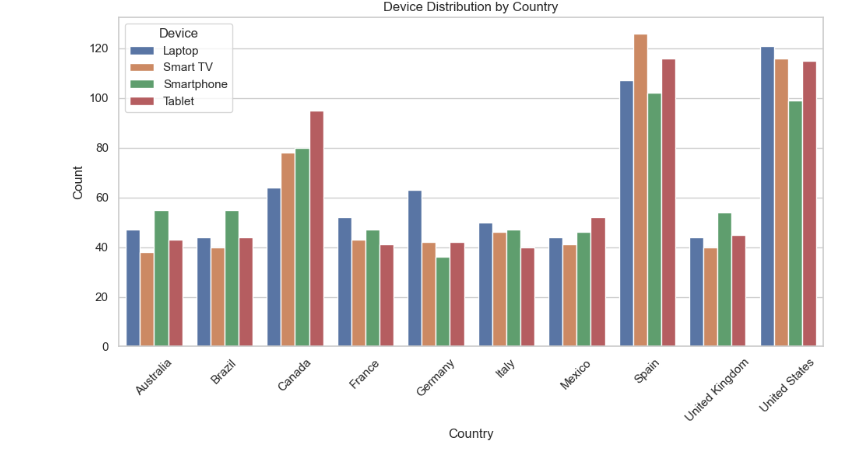 Device Distribution by Country
Device
Laptop
Smart TV
Smartphone
Tablet
120
100
80
60
40
20
0
Count
Australia
Brazil
Canada
France
Germany
Italy
Mexico
Spain
United Kingdom
United States
Country